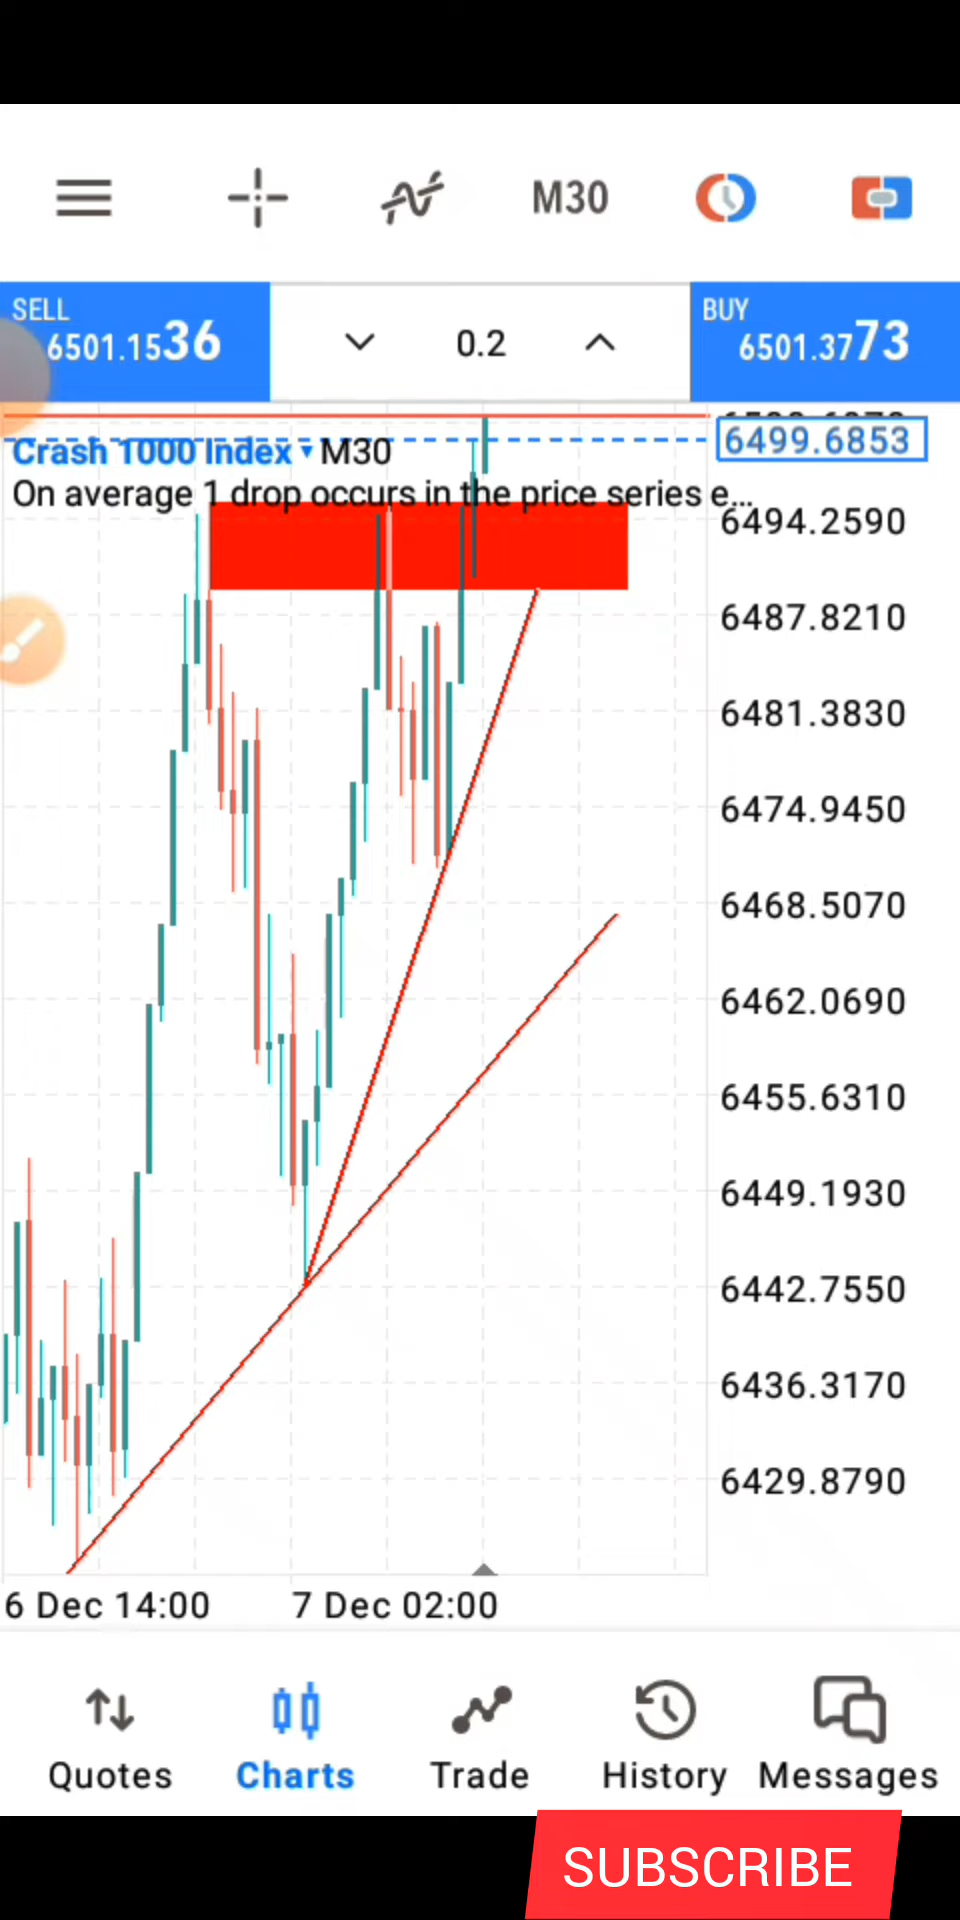 M30
SELL
6501.1536
0.2
BUY
6501.3773
6499.6853
Crash 1000 Index ▾ M30
On average 1 drop occurs in the price series e...
6494.2590
6487.8210
6481.3830
6474.9450
6468.5070
6462.0690
6455.6310
6449.1930
6442.7550
6436.3170
6429.8790
6 Dec 14:00
7 Dec 02:00
Quotes
Charts
Trade
History
Messages
SUBSCRIBE